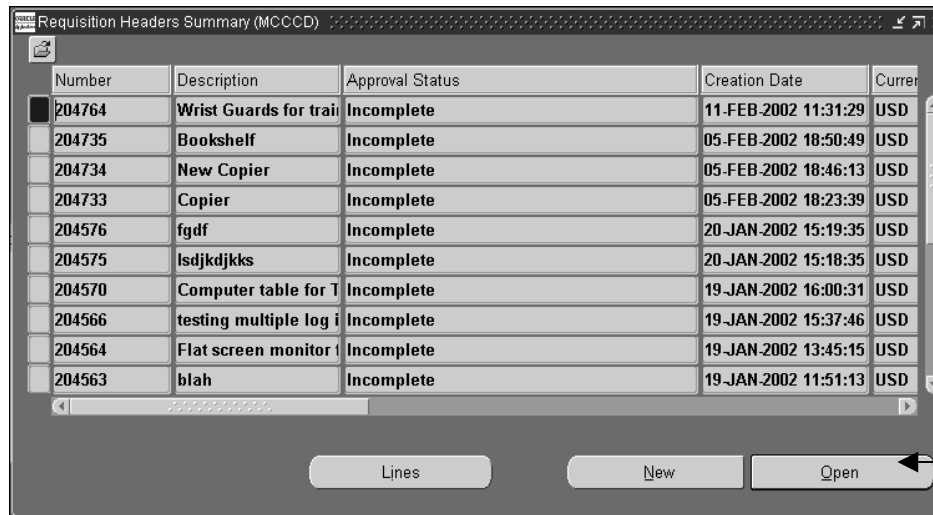 Requisition Headers Summary (MCCCD)
Number Description Approval Status Creation Date Curren
204764 Wrist Guards for trai Incomplete 11-FEB-2002 11:31:29 USD
204735 Bookshelf Incomplete 05-FEB-2002 18:50:49 USD
204734 New Copier Incomplete 05-FEB-2002 18:46:13 USD
204733 Copier Incomplete 05-FEB-2002 18:23:39 USD
204576 fgdf Incomplete 20-JAN-2002 15:19:35 USD
204575 lsdjkdjkks Incomplete 20-JAN-2002 15:18:35 USD
204570 Computer table for T Incomplete 19-JAN-2002 16:00:31 USD
204566 testing multiple log i Incomplete 19-JAN-2002 15:37:46 USD
204564 Flat screen monitor Incomplete 19-JAN-2002 13:45:15 USD
204563 blah Incomplete 19-JAN-2002 11:51:13 USD
Lines New Open